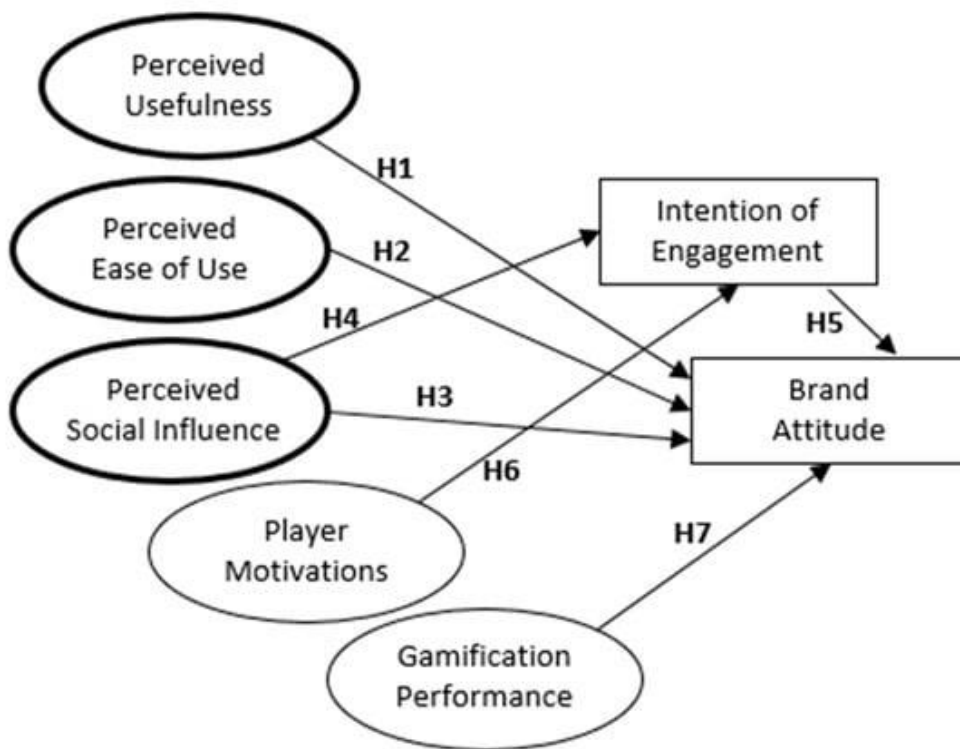 Perceived
Usefulness
H1
Intention of
Engagement
Perceived
Ease of Use
H2
H4
H5
Perceived
Social Influence
H3
Brand
Attitude
H6
Player
Motivations
H7
Gamification
Performance